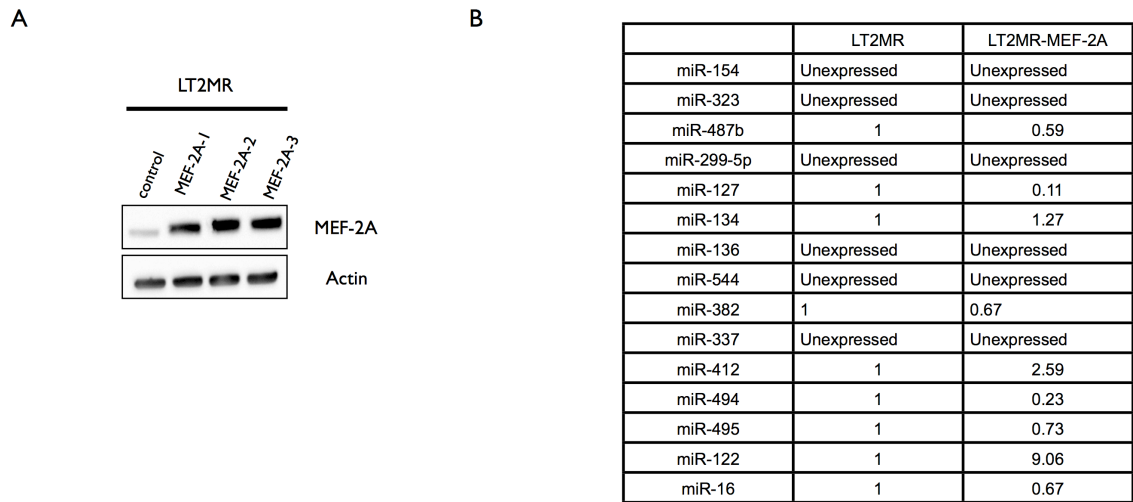 A
LT2MR
control
MEF-2A-1
MEF-2A-2
MEF-2A-3
MEF-2A
Actin
B
LT2MR LT2MR-MEF-2A
miR-154 Unexpressed Unexpressed
miR-323 Unexpressed Unexpressed
miR-487b 1 0.59
miR-299-5p Unexpressed Unexpressed
miR-127 1 0.11
miR-134 1 1.27
miR-136 Unexpressed Unexpressed
miR-544 Unexpressed Unexpressed
miR-382 1 0.67
miR-337 Unexpressed Unexpressed
miR-412 1 2.59
miR-494 1 0.23
miR-495 1 0.73
miR-122 1 9.06
miR-16 1 0.67